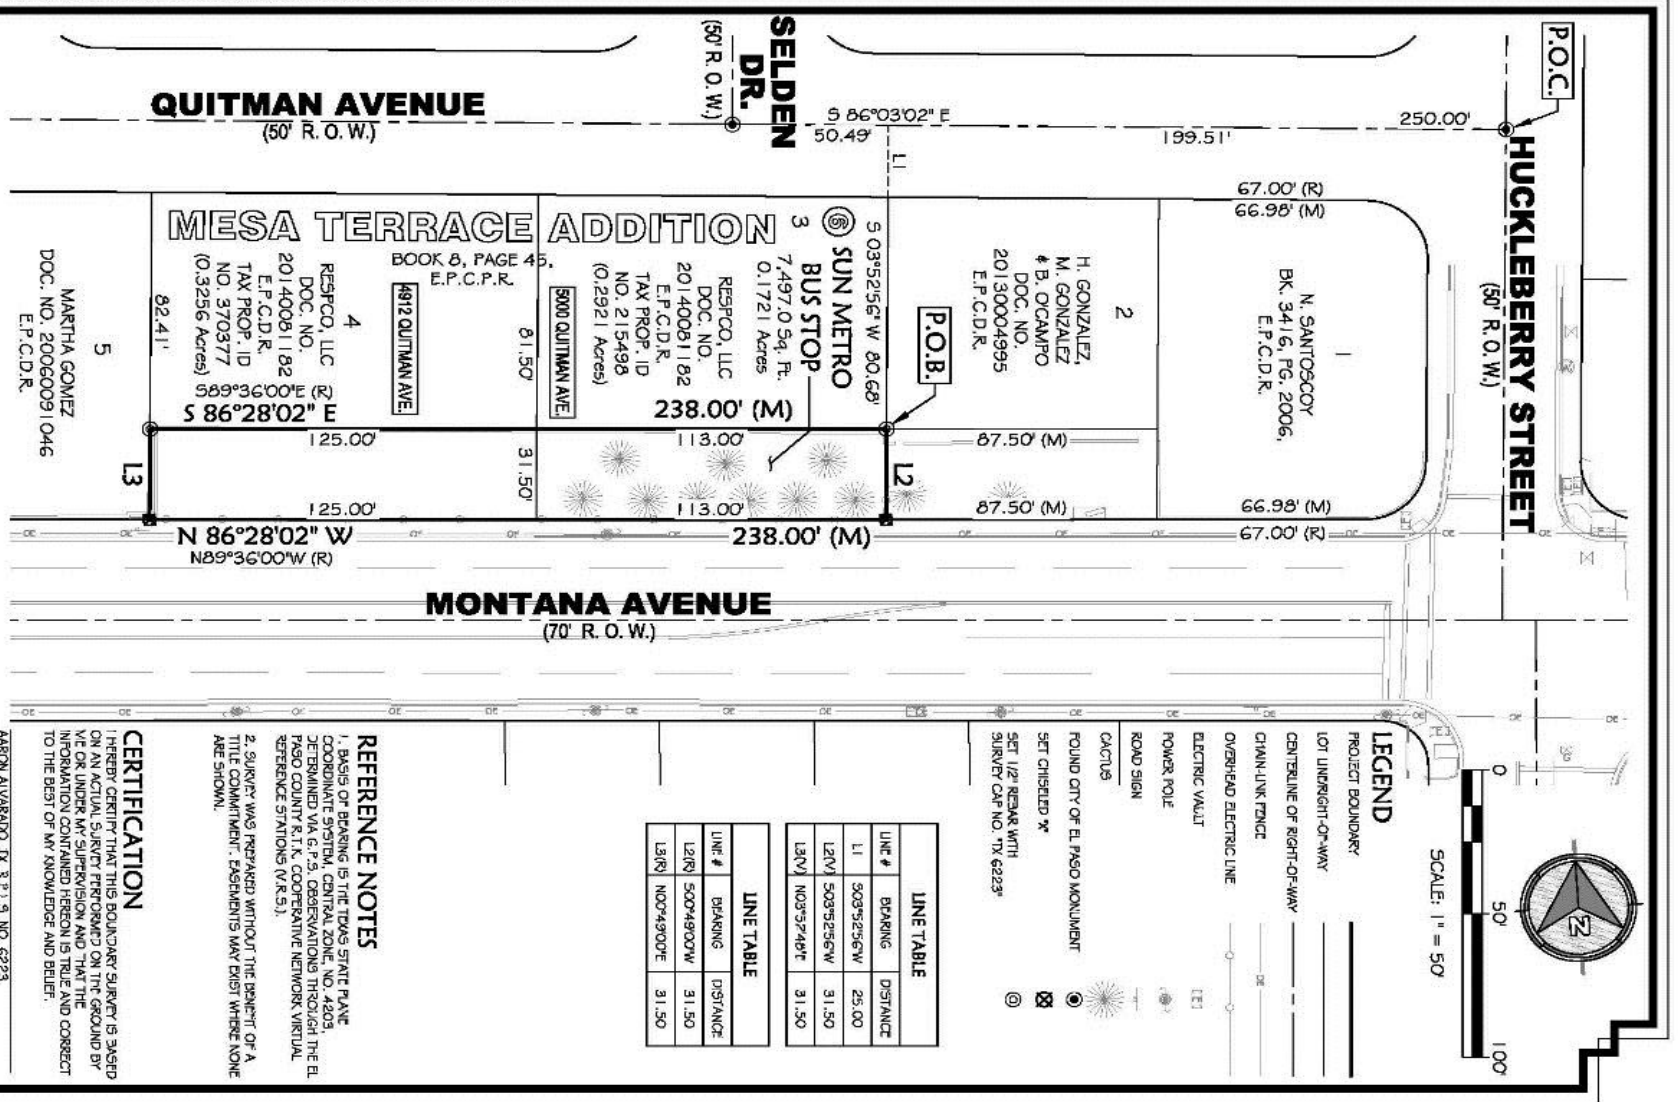 P.O.C.
HUCKLEBERRY STREET
(50' R. O. W.)
SELDEN
DR.
(50' R. O. W.)
QUITMAN AVENUE
(50' R. O. W.)
S 86°03'02" E
50.49'
199.51'
250.00'
L1
67.00' (R)
66.98' (M)
MESA TERRACE ADDITION
BOOK 8, PAGE 45,
E.P.C.P.R.
6
S 03°52'56" W 80.68'
P.O.B.
SUN METRO
BUS STOP
7,497.0 Sq. Ft.
0.1721 Acres
1
N. SANTOSCOY
BK. 3416, PG. 2006,
E.P.C.D.R.
2
H. GONZALEZ,
M. GONZALEZ
& B. OCAMPO
DOC. NO.
20130004995
E.P.C.D.R.
3
RESPCO, LLC
DOC. NO.
20140081182
E.P.C.D.R.
TAX PROP. ID
NO. 215498
(0.2921 Acres)
5000 QUITMAN AVE.
81.50'
4
RESPCO, LLC
DOC. NO.
20140081182
E.P.C.D.R.
TAX PROP. ID
NO. 370377
(0.3256 Acres)
4912 QUITMAN AVE.
82.41'
5
MARTHA GOMEZ
DOC. NO. 20060091046
E.P.C.D.R.
S89°36'00"E (R)
S 86°28'02" E
238.00' (M)
125.00'
113.00'
87.50' (M)
L3
31.50'
L2
125.00'
113.00'
87.50' (M)
66.98' (M)
67.00' (R)
N 86°28'02" W
238.00' (M)
N89°36'00"W (R)
MONTANA AVENUE
(70' R. O. W.)
N
SCALE: 1" = 50'
0
50'
100'
LEGEND
PROJECT BOUNDARY
LOT LINE/RIGHT-OF-WAY
CENTERLINE OF RIGHT-OF-WAY
CHAIN-LINK FENCE
OVERHEAD ELECTRIC LINE
OE
ELECTRIC VAULT
POWER POLE
ROAD SIGN
CACTUS
FOUND CITY OF EL PASO MONUMENT
SET CHISELED "X"
SET 1/2" REBAR WITH
SURVEY CAP NO. "TX 6223"
LINE TABLE
LINE # BEARING DISTANCE
L1 S03°52'56"W 25.00
S03°52'56"W 31.50
31.50
LINE TABLE
LINE # BEARING DISTANCE
L2(R) S00°49'00"W 31.50
L3(R) N00°49'00"E 31.50
REFERENCE NOTES
1. BASIS OF BEARING IS THE TEXAS STATE PLANE
COORDINATE SYSTEM, CENTRAL ZONE, NO. 4203,
DETERMINED VIA G.P.S. OBSERVATIONS THROUGH THE EL
PASO COUNTY R.T.K. COOPERATIVE NETWORK VIRTUAL
REFERENCE STATIONS (V.R.S.).
2. SURVEY WAS PREPARED WITHOUT THE BENEFIT OF A
TITLE COMMITMENT. EASEMENTS MAY EXIST WHERE NONE
ARE SHOWN.
CERTIFICATION
I HEREBY CERTIFY THAT THIS BOUNDARY SURVEY IS BASED
ON AN ACTUAL SURVEY PERFORMED ON THE GROUND BY
ME OR UNDER MY SUPERVISION AND THAT THE
INFORMATION CONTAINED HEREON IS TRUE AND CORRECT
TO THE BEST OF MY KNOWLEDGE AND BELIEF.
AARON ALVARADO, TX. R.P.L.S. NO. 6223